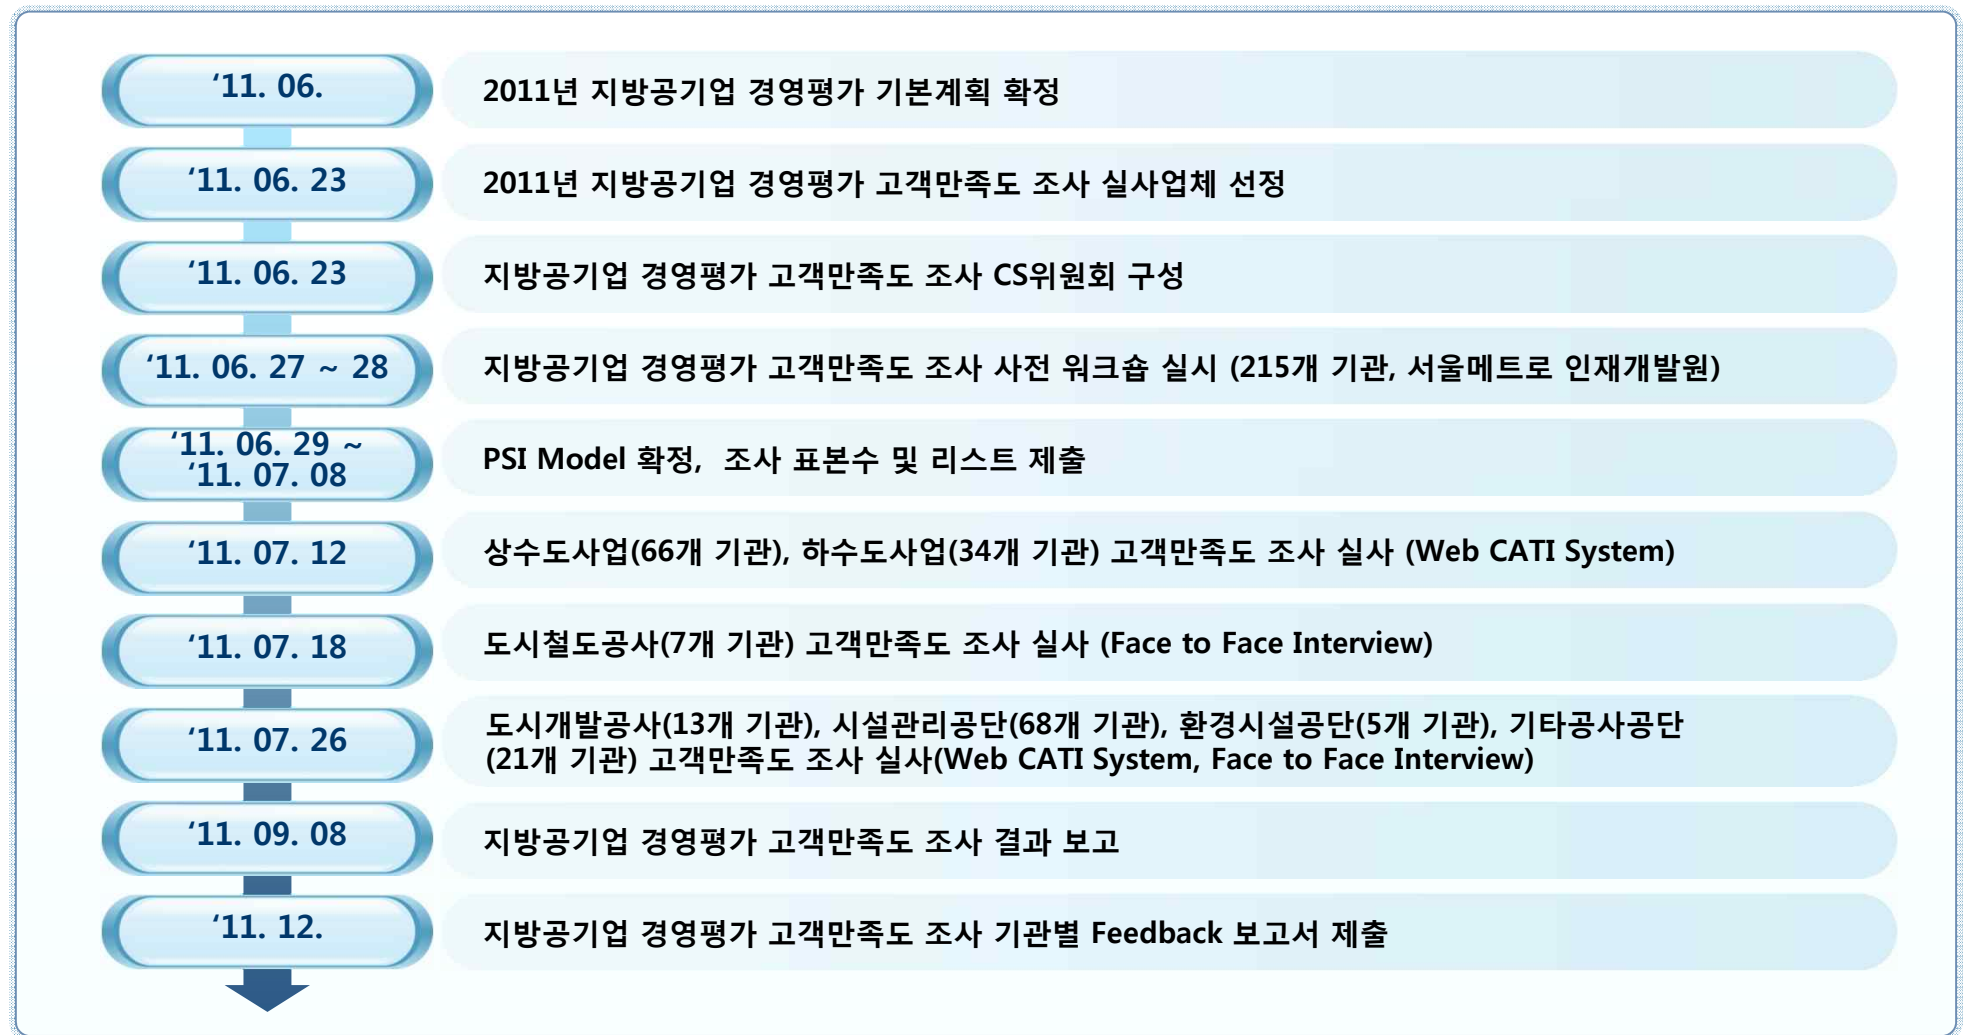 ‘11. 06.
2011년 지방공기업 경영평가 기본계획 확정
‘11. 06. 23
2011년 지방공기업 경영평가 고객만족도 조사 실사업체 선정
‘11. 06. 23
지방공기업 경영평가 고객만족도 조사 CS위원회 구성
‘11. 06. 27 ~ 28
지방공기업 경영평가 고객만족도 조사 사전 워크숍 실시 (215개 기관, 서울메트로 인재개발원)
‘11. 06. 29 ~
‘11. 07. 08
PSI Model 확정, 조사 표본수 및 리스트 제출
‘11. 07. 12
상수도사업(66개 기관), 하수도사업(34개 기관) 고객만족도 조사 실사 (Web CATI System)
‘11. 07. 18
도시철도공사(7개 기관) 고객만족도 조사 실사 (Face to Face Interview)
‘11. 07. 26
도시개발공사(13개 기관), 시설관리공단(68개 기관), 환경시설공단(5개 기관), 기타공사공단
(21개 기관) 고객만족도 조사 실사(Web CATI System, Face to Face Interview)
‘11. 09. 08
지방공기업 경영평가 고객만족도 조사 결과 보고
‘11. 12.
지방공기업 경영평가 고객만족도 조사 기관별 Feedback 보고서 제출